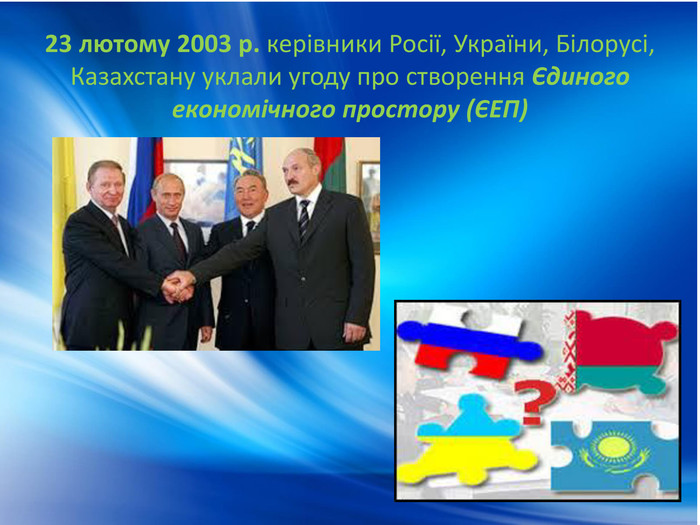 23 лютому 2003 р. керівники Росії, України, Білорусі,
Казахстану уклали угоду про створення Єдиного
економічного простору (ЄЕП)
?